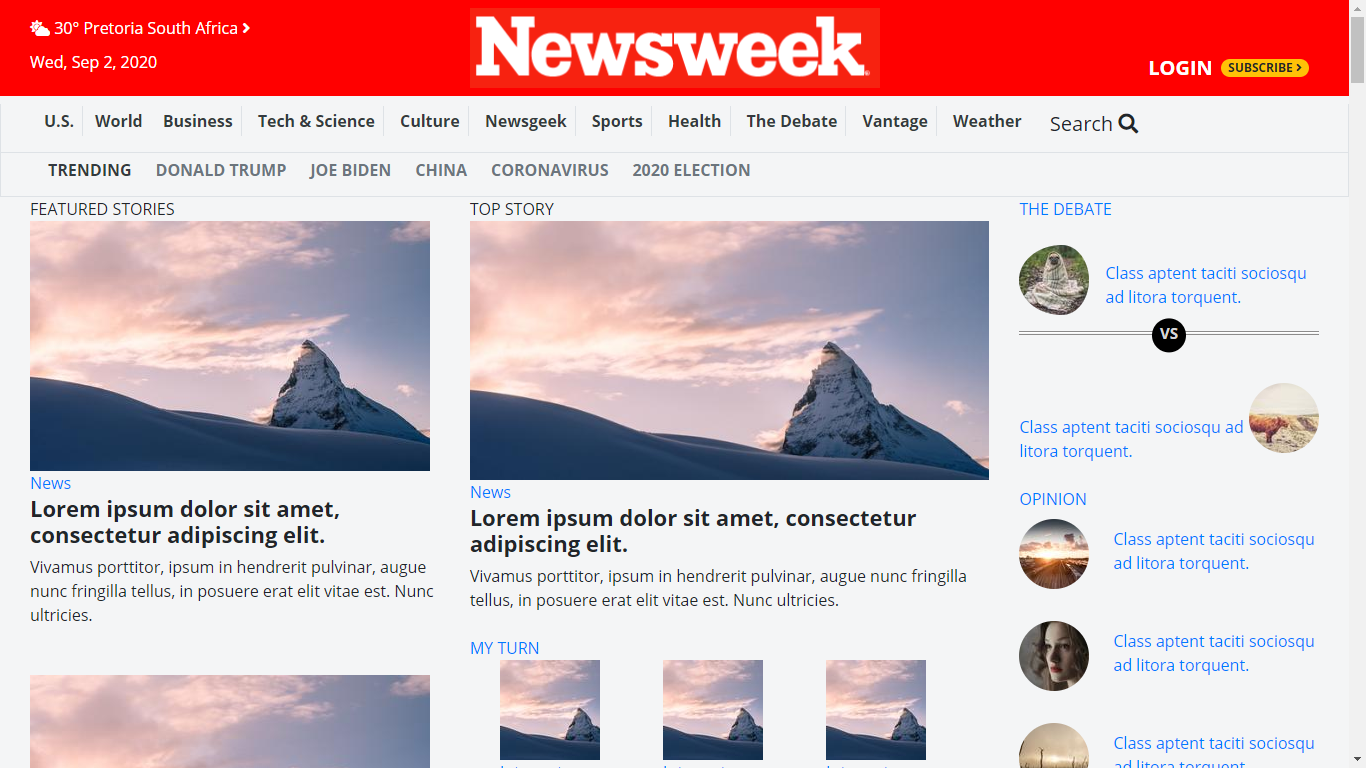 30° Pretoria South Africa
Wed, Sep 2, 2020
Newsweek
LOGIN SUBSCRIBE
U.S. World Business Tech & Science Culture Newsgeek Sports Health The Debate Vantage Weather Search
TRENDING DONALD TRUMP JOE BIDEN CHINA CORONAVIRUS 2020 ELECTION
FEATURED STORIES
News
Lorem ipsum dolor sit amet,
consectetur adipiscing elit.
Vivamus porttitor, ipsum in hendrerit pulvinar, augue
nunc fringilla tellus, in posuere erat elit vitae est. Nunc
ultricies.
TOP STORY
News
Lorem ipsum dolor sit amet, consectetur
adipiscing elit.
Vivamus porttitor, ipsum in hendrerit pulvinar, augue nunc fringilla
tellus, in posuere erat elit vitae est. Nunc ultricies.
MY TURN
THE DEBATE
Class aptent taciti sociosqu
ad litora torquent.
VS
Class aptent taciti sociosqu ad
litora torquent.
OPINION
Class aptent taciti sociosqu
ad litora torquent.
Class aptent taciti sociosqu
ad litora torquent.
Class aptent taciti sociosqu
ad litora torquent.